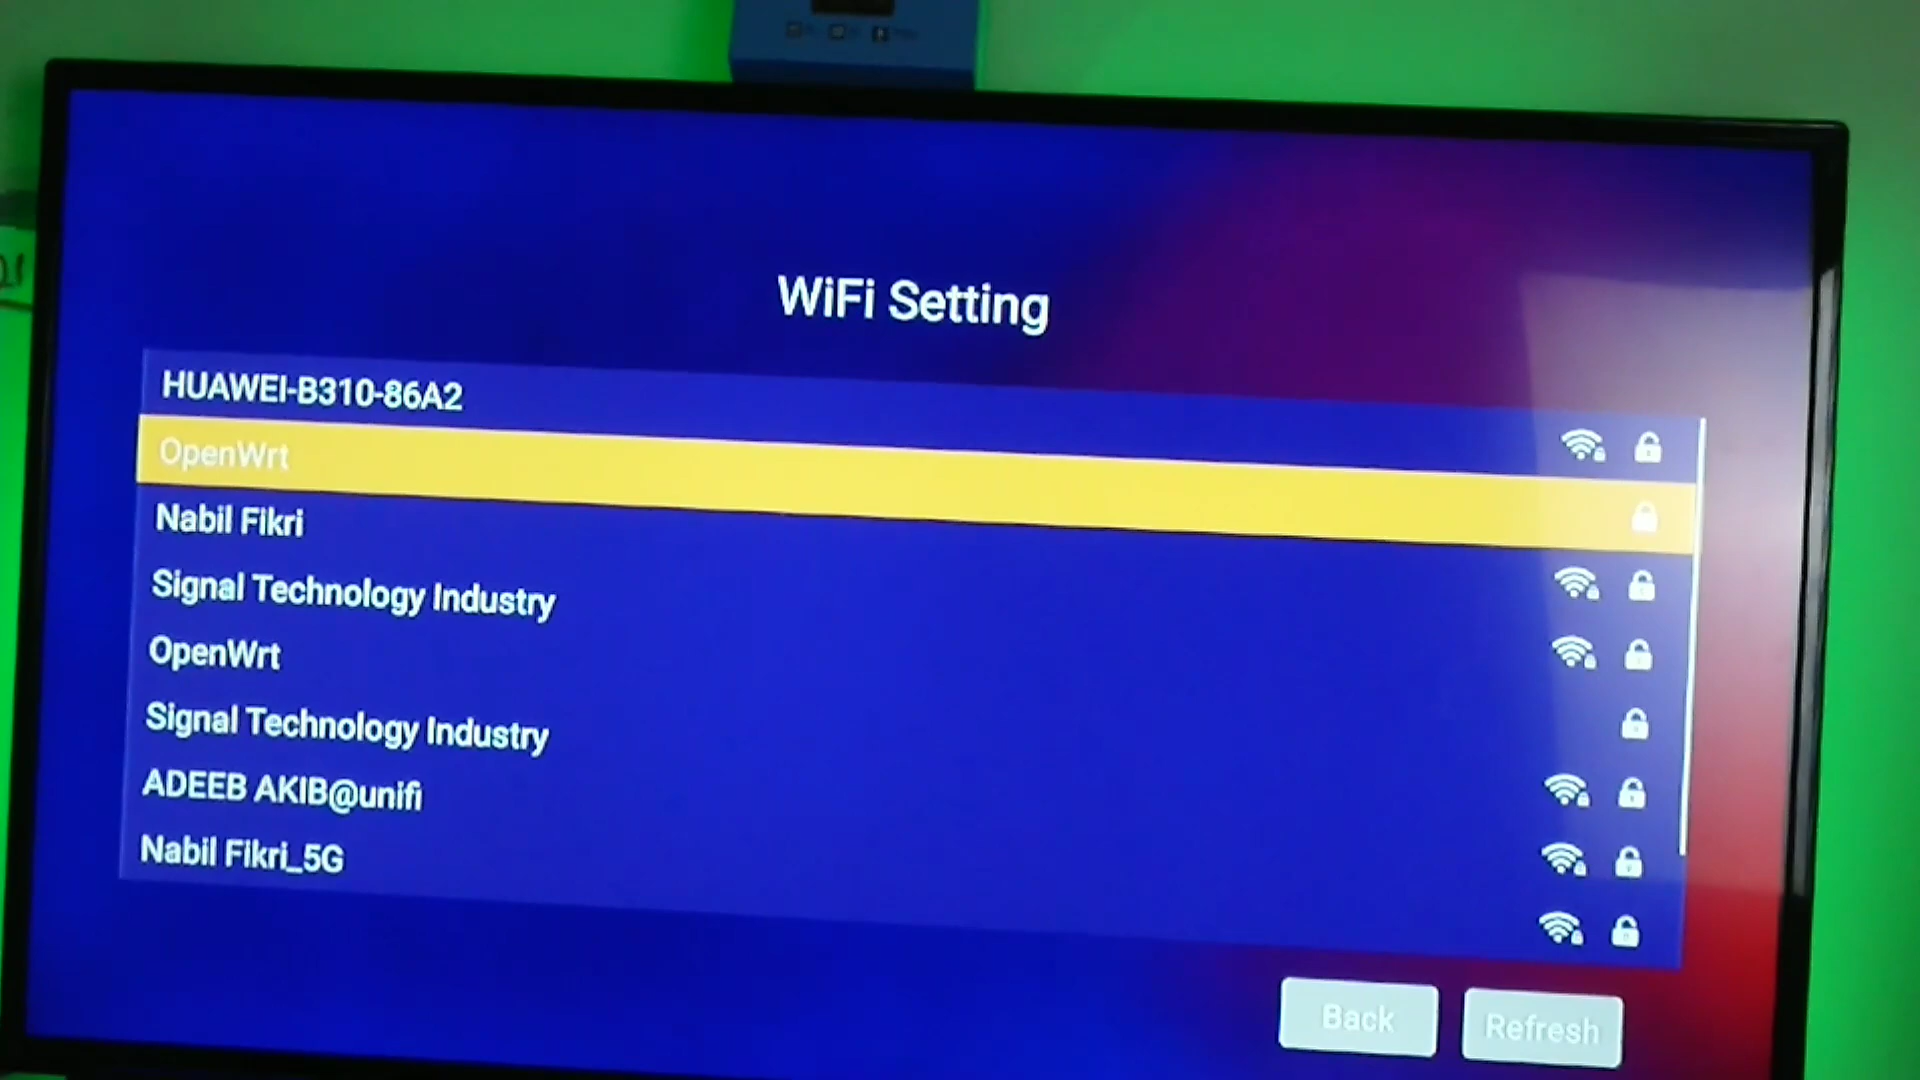 WiFi Setting
HUAWEI-B310-86A2
OpenWrt
Nabil Fikri
Signal Technology Industry
OpenWrt
Signal Technology Industry
ADEEB AKIB@unifi
Nabil Fikri_5G
Back
Refresh